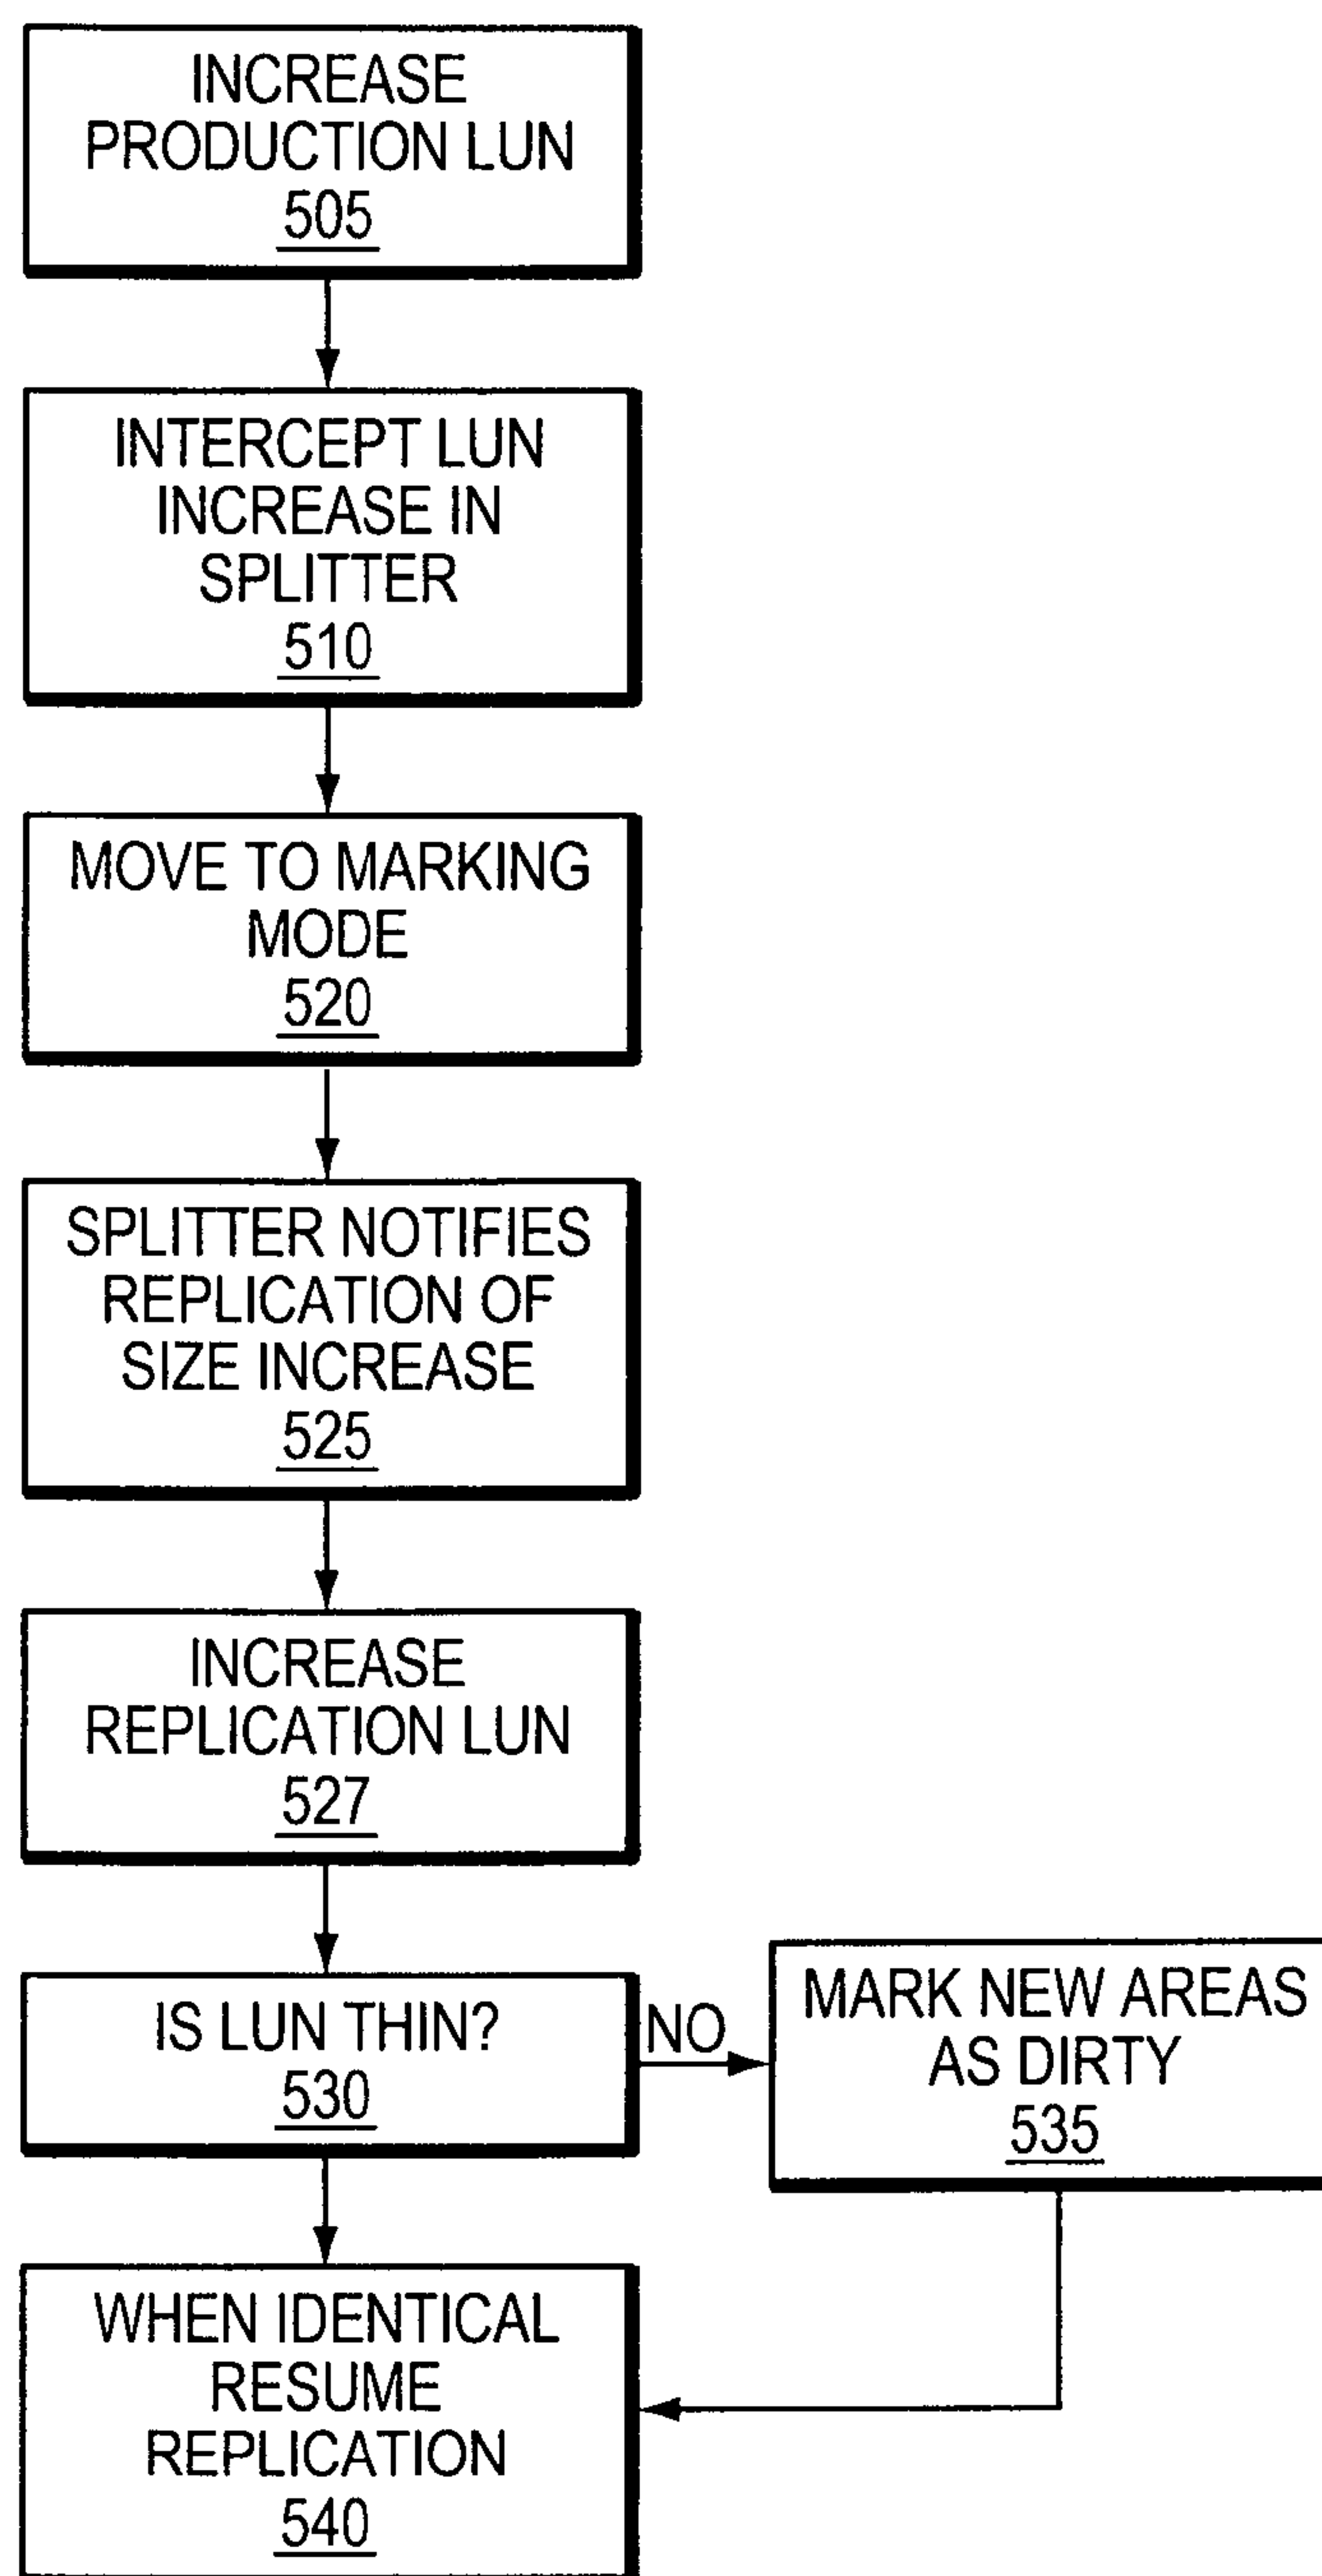 INCREASE
PRODUCTION LUN
505
INTERCEPT LUN
INCREASE IN
SPLITTER
510
MOVE TO MARKING
MODE
520
SPLITTER NOTIFIES
REPLICATION OF
SIZE INCREASE
525
INCREASE
REPLICATION LUN
527
IS LUN THIN?
530
NO
MARK NEW AREAS
AS DIRTY
535
WHEN IDENTICAL
RESUME
REPLICATION
540